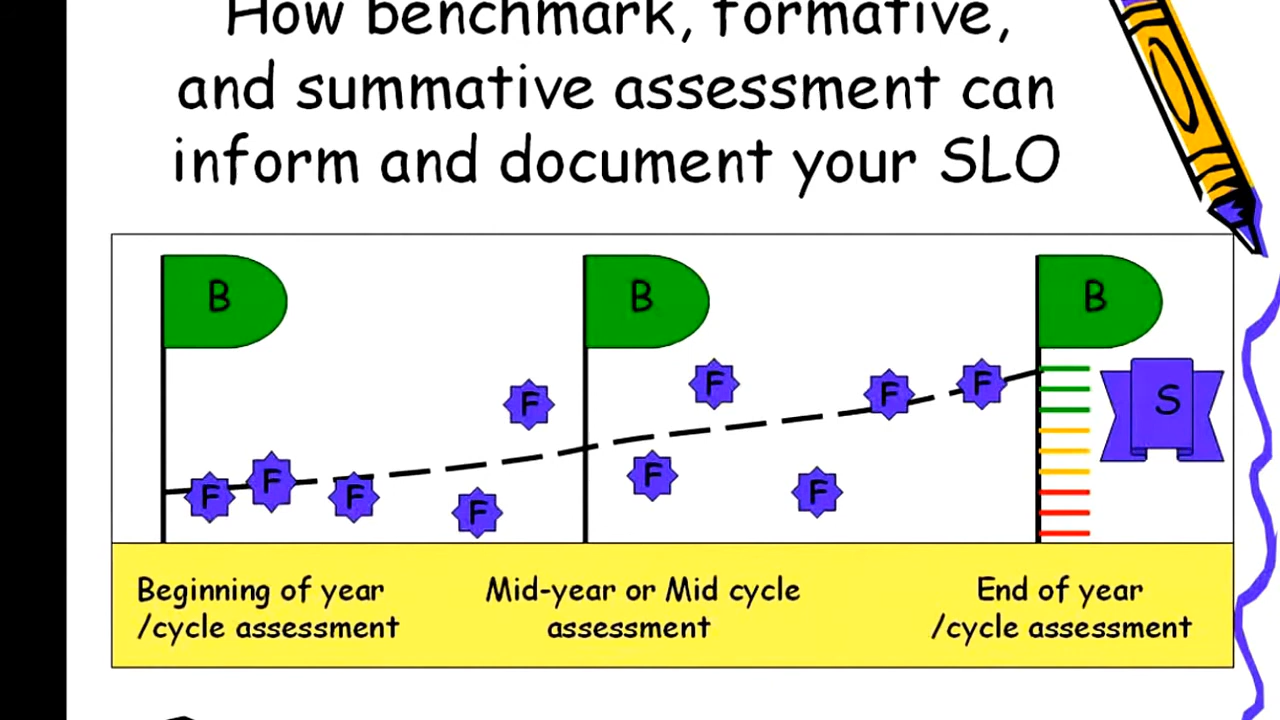 How benchmark, formative,
and summative assessment can
inform and document your SLO
B
B
B
F
F
F
F
F
F
F
F
F
F
S
Beginning of year
/cycle assessment
Mid-year or Mid cycle
assessment
End of year
/cycle assessment